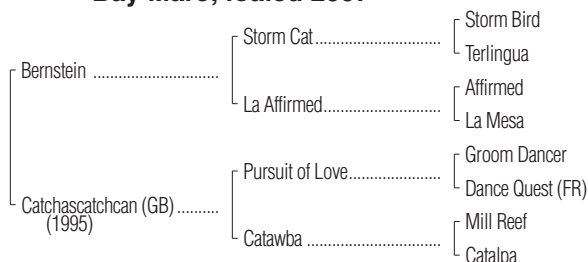 Bay Mare, foaled
Storm Bird
Storm Cat
Terlingua
Bernstein
Affirmed
La Affirmed
La Mesa
Groom Dancer
Pursuit of Love
Dance Quest (FR)
Catchascatchcan (GB)
(1995)
Mill Reef
Catawba
Catalpa